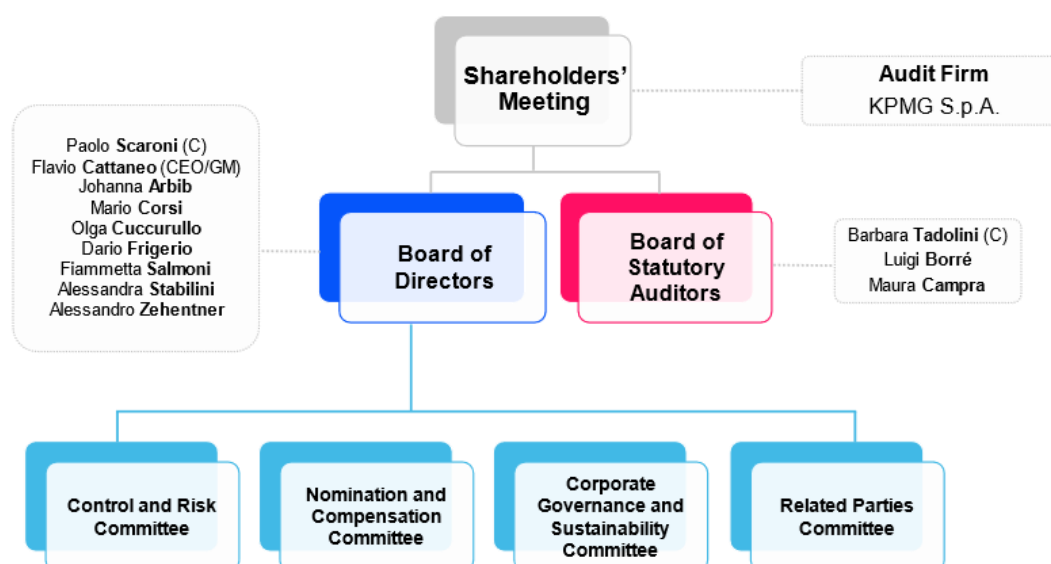 Shareholders'
Meeting
Audit Firm
KPMG S.p.A.
Paolo Scaroni (C)
Flavio Cattaneo (CEO/GM)
Johanna Arbib
Mario Corsi
Olga Cuccurullo
Dario Frigerio
Fiammetta Salmoni
Alessandra Stabilini
Alessandro Zehentner
Board of
Directors
Board of
Statutory
Auditors
Barbara Tadolini (C)
Luigi Borré
Maura Campra
Control and Risk
Committee
Nomination and
Compensation
Committee
Corporate
Governance and
Sustainability
Committee
Related Parties
Committee